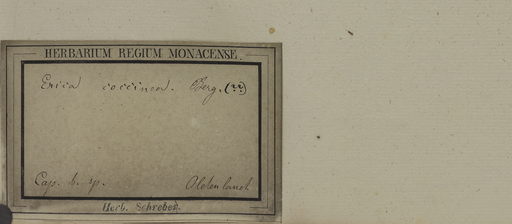 HERBARIUM REGIUM MONACENSE.
Erica coccinea. Berg. (??)
Cap. b. sp. Oldenland
Herb. Schreber.